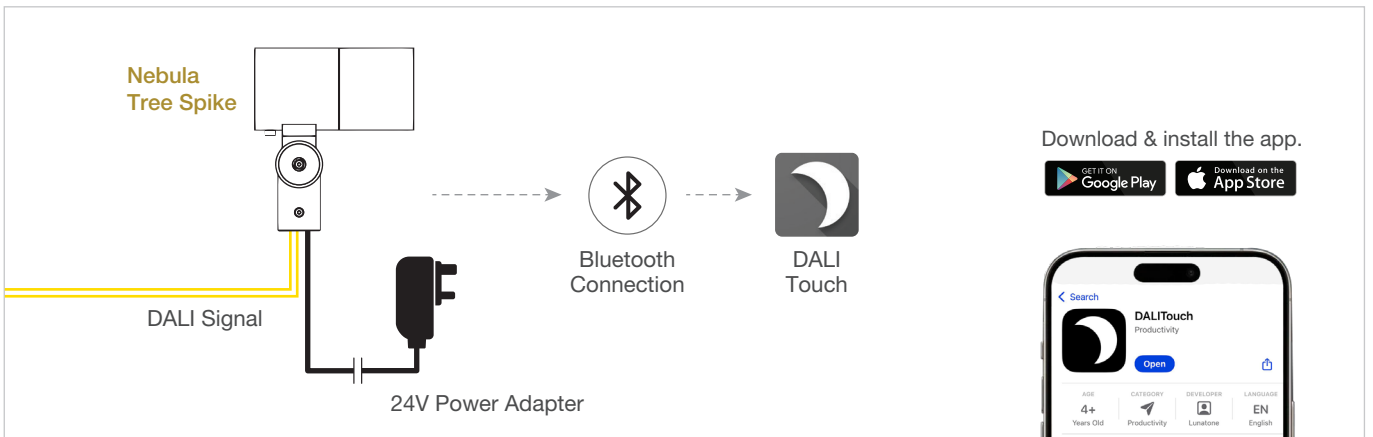 Nebula
Tree Spike
DALI Signal
24V Power Adapter
Bluetooth
Connection
DALI
Touch
Download & install the app.
GET IT ON
Google Play
Download on the
App Store
Search
DALITouch
Productivity
Open
AGE
4+
Years Old
CATEGORY
Productivity
DEVELOPER
Lunatone
LANGUAGE
EN
English